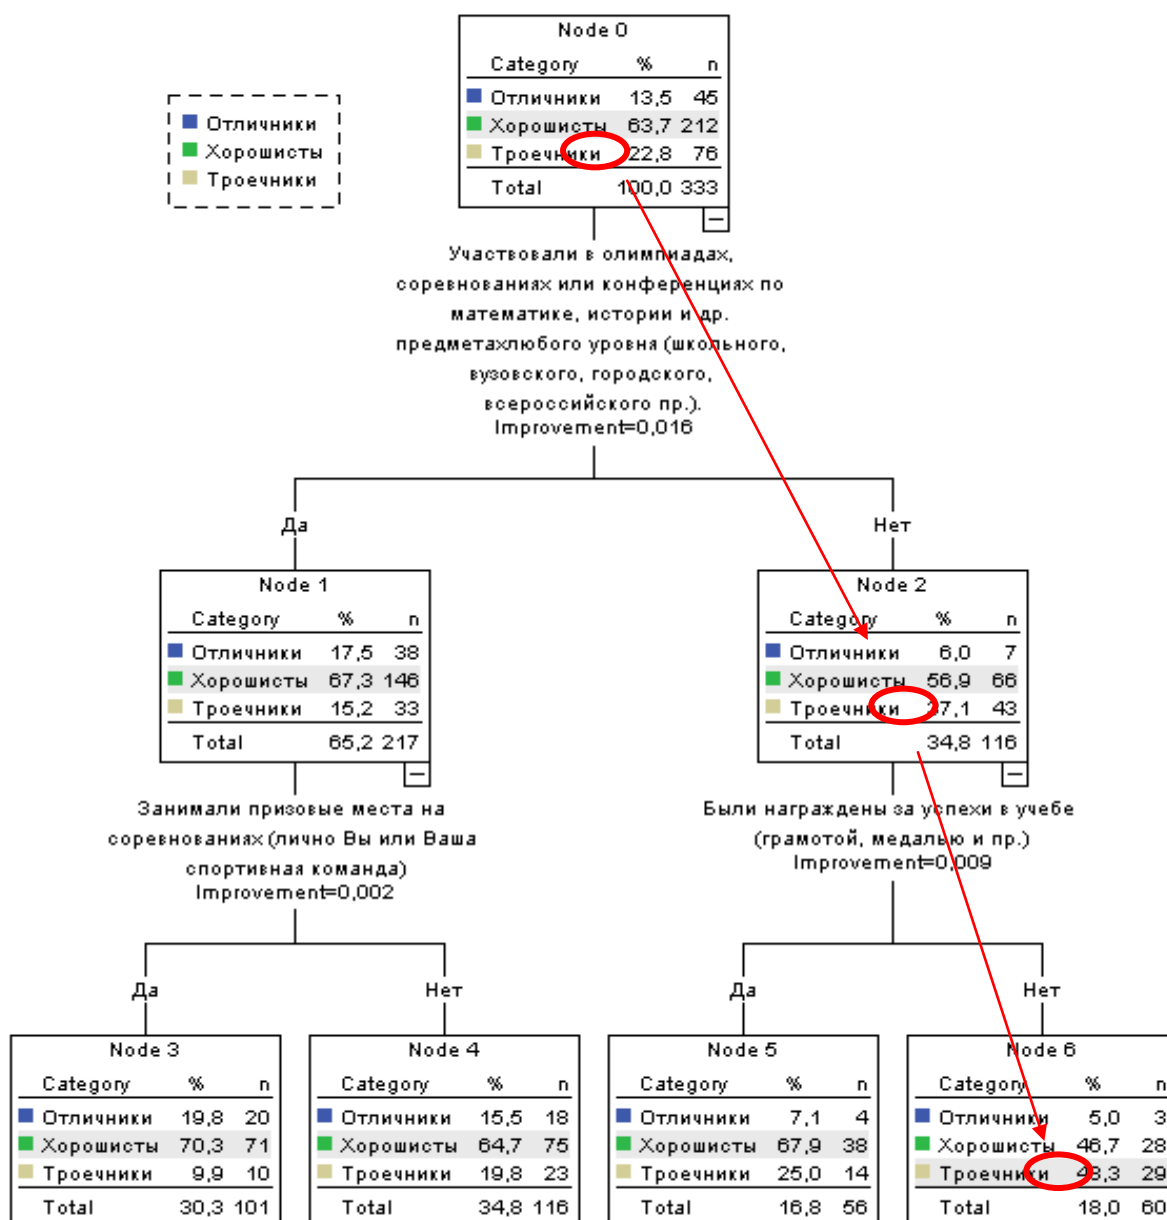 Node 0
Category % n
Отличники 13,5 45
Хорошисты 63,7 212
Троечники 22,8 76
Total 100,0 333
Отличники
Хорошисты
Троечники
Участвовали в олимпиадах,
соревнованиях или конференциях по
математике, истории и др.
предметахлюбого уровня (школьного,
вузовского, городского,
всероссийского пр.).
Improvement=0,016
Да
Нет
Node 1
Category % n
Отличники 17,5 38
Хорошисты 67,3 146
Троечники 15,2 33
Total 65,2 217
Node 2
Category % n
Отличники 6,0 7
Хорошисты 56,9 66
Троечники 37,1 43
Total 34,8 116
Занимали призовые места на
соревнованиях (лично Вы или Ваша
спортивная команда)
Improvement=0,002
Были награждены за успехи в учебе
(грамотой, медалью и пр.)
Improvement=0,009
Да
Нет
Да
Нет
Node 3
Category % n
Отличники 19,8 20
Хорошисты 70,3 71
Троечники 9,9 10
Total 30,3 101
Node 4
Category % n
Отличники 15,5 18
Хорошисты 64,7 75
Троечники 19,8 23
Total 34,8 116
Node 5
Category % n
Отличники 7,1 4
Хорошисты 67,9 38
Троечники 25,0 14
Total 16,8 56
Node 6
Category % n
Отличники 5,0 3
Хорошисты 46,7 28
Троечники 48,3 29
Total 18,0 60